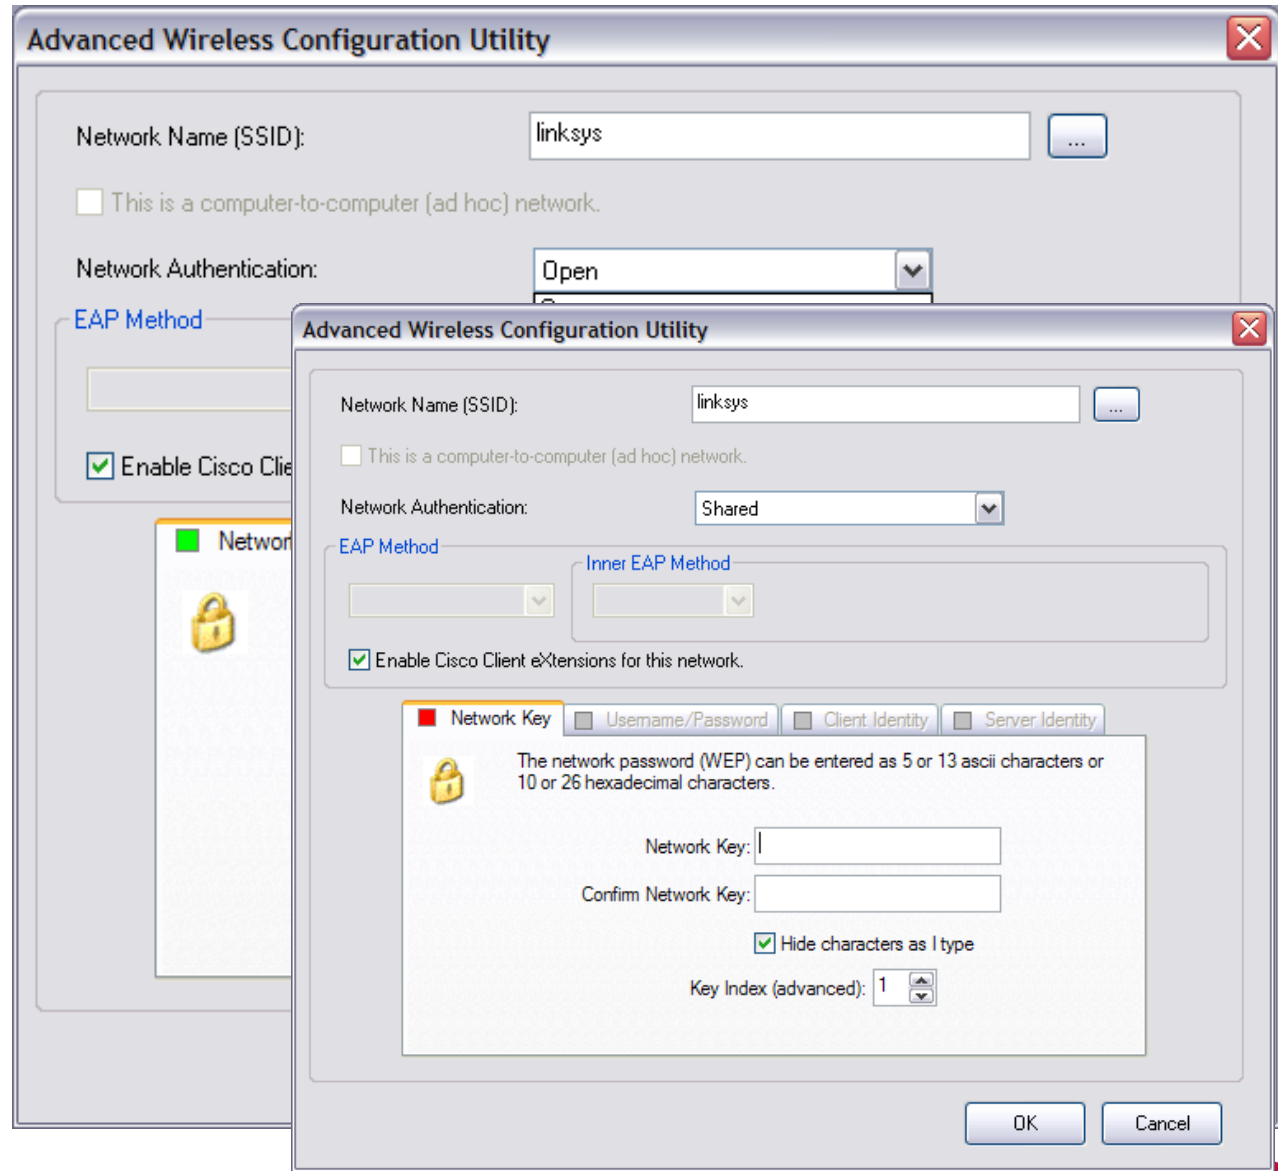 Advanced Wireless Configuration Utility
Network Name (SSID):
linksys
...
This is a computer-to-computer (ad hoc) network.
Network Authentication:
Open
EAP Method
Enable Cisco
Advanced Wireless Configuration Utility
Network Name (SSID):
linksys
...
This is a computer-to-computer (ad hoc) network.
Network Authentication:
Shared
EAP Method
Inner EAP Method
Enable Cisco Client eXtensions for this network.
Network Key
Username/Password
Client Identity
Server Identity
The network password (WEP) can be entered as 5 or 13 ascii characters or
10 or 26 hexadecimal characters.
Network Key:
Confirm Network Key:
Hide characters as I type
Key Index (advanced):
1
OK
Cancel